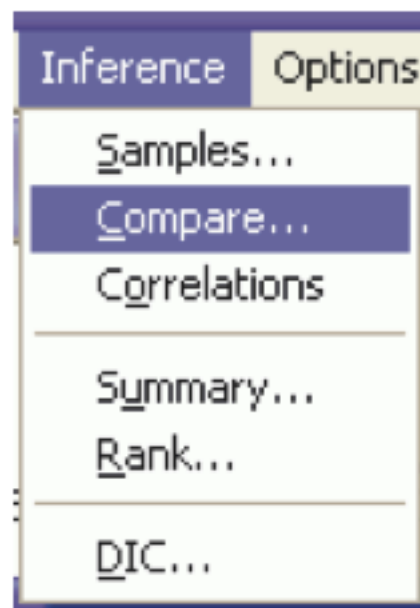 Inference Options
Samples...
Compare...
Correlations
Summary...
Rank...
DIC...